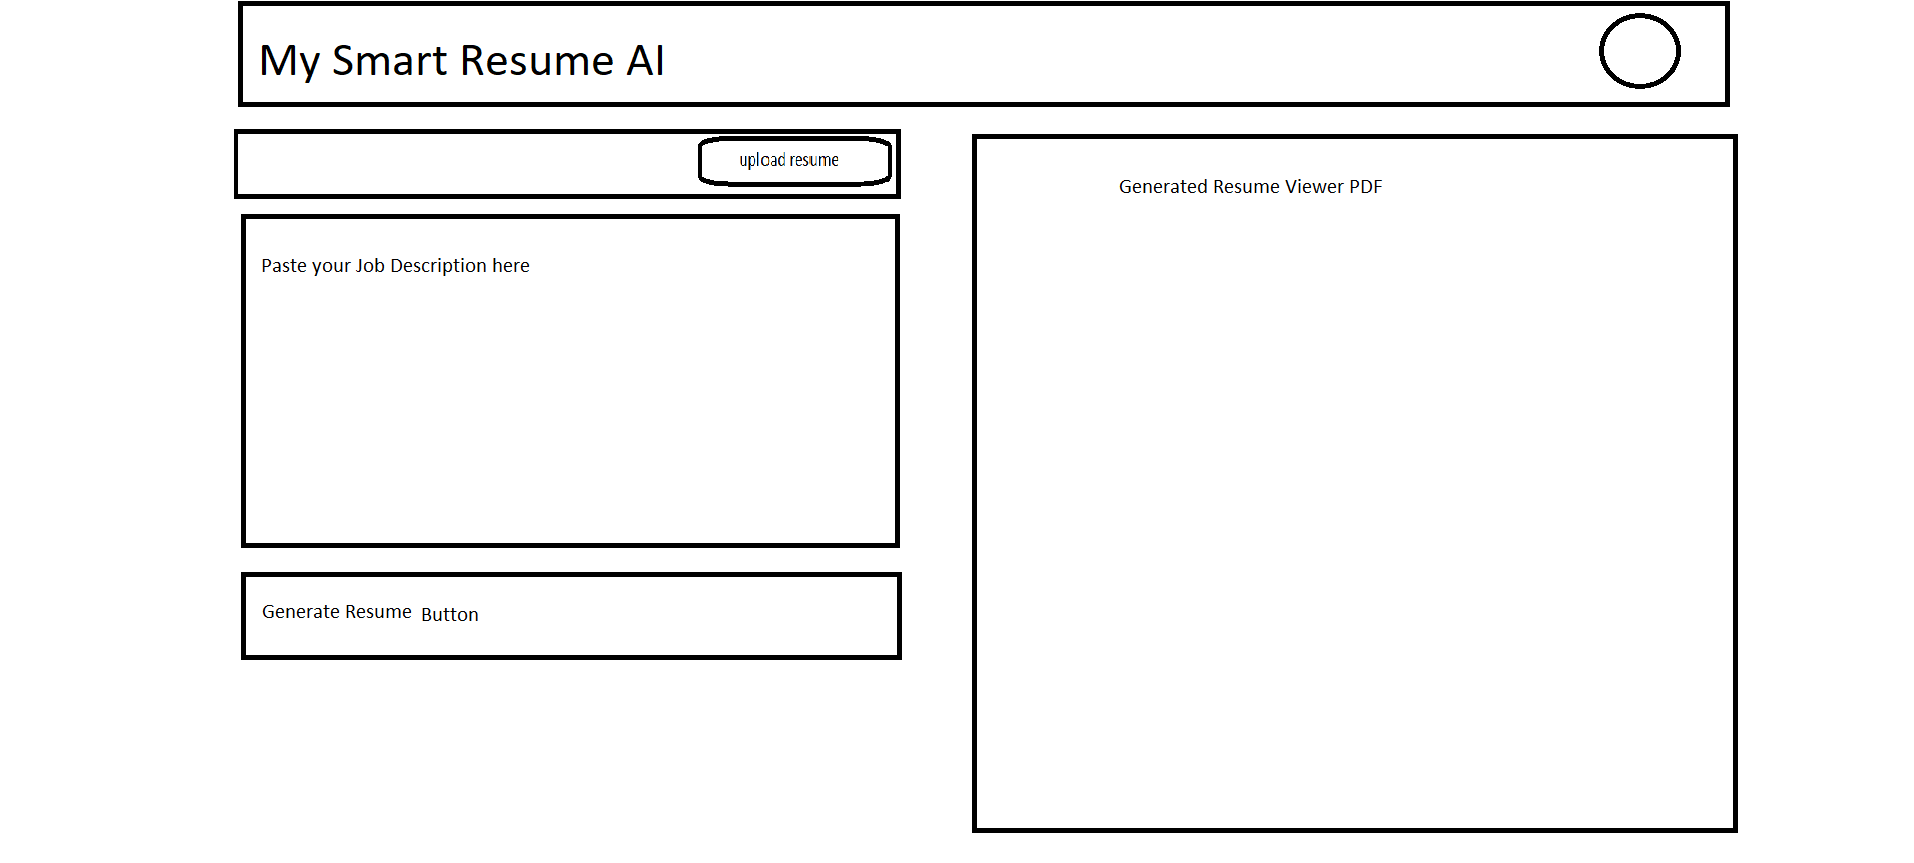 My Smart Resume AI
upload resume
Paste your Job Description here
Generate Resume Button
Generated Resume Viewer PDF